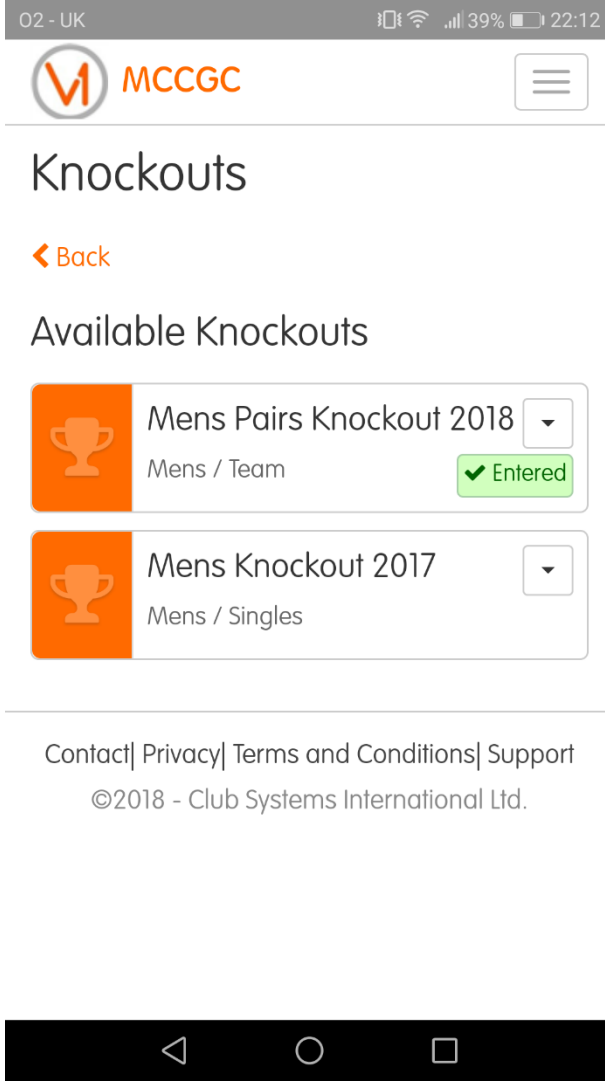 O2 - UK 39% 22:12
V1 MCCGC
Knockouts
Back
Available Knockouts
Mens Pairs Knockout 2018
Mens / Team Entered
Mens Knockout 2017
Mens / Singles
Contact| Privacy| Terms and Conditions| Support
©2018 - Club Systems International Ltd.